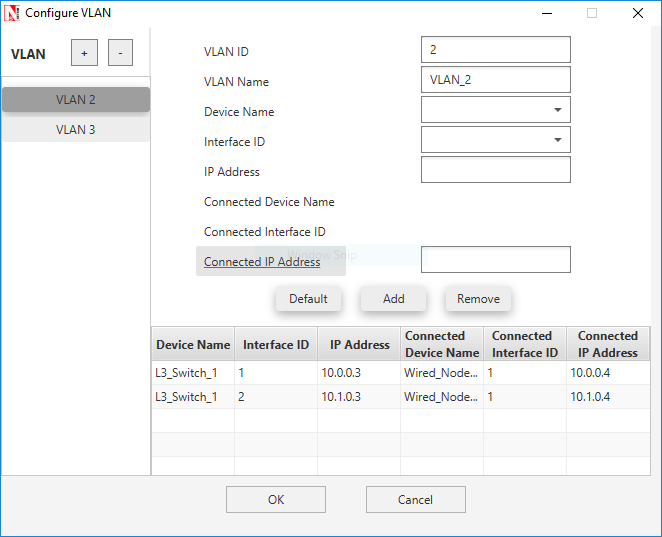 Configure VLAN
VLAN + -
VLAN 2
VLAN 3
VLAN ID 2
VLAN Name VLAN_2
Device Name
Interface ID
IP Address
Connected Device Name
Connected Interface ID
Window Snip
Connected IP Address
Default Add Remove
Device Name Interface ID IP Address Connected Device Name Connected Interface ID Connected IP Address
L3_Switch_1 1 10.0.0.3 Wired_Node... 1 10.0.0.4
L3_Switch_1 2 10.1.0.3 Wired_Node... 1 10.1.0.4
OK Cancel